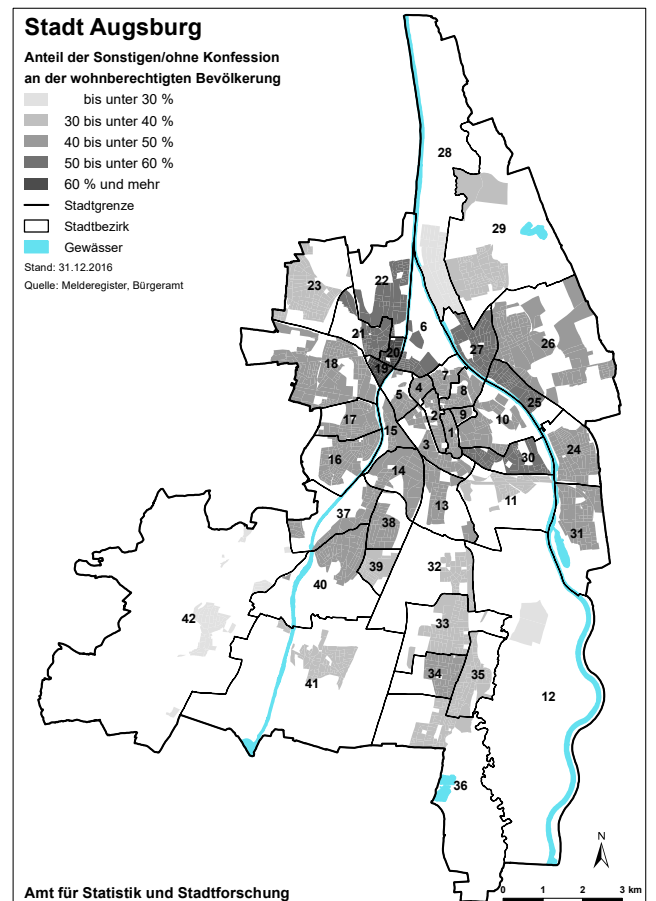 Stadt Augsburg
Anteil der Sonstigen/ohne Konfession
an der wohnberechtigten Bevölkerung
bis unter 30 %
30 bis unter 40 %
40 bis unter 50 %
50 bis unter 60 %
60 % und mehr
Stadtgrenze
Stadtbezirk
Gewässer
Stand: 31.12.2016
Quelle: Melderegister, Bürgeramt
28
29
23
22
6
21
20
27
26
18
19
7
4
8
5
25
2
9
10
17
15
1
3
24
16
30
14
11
13
37
38
31
32
39
40
42
33
34
35
41
12
36
N
0 1 2 3 km
Amt für Statistik und Stadtforschung